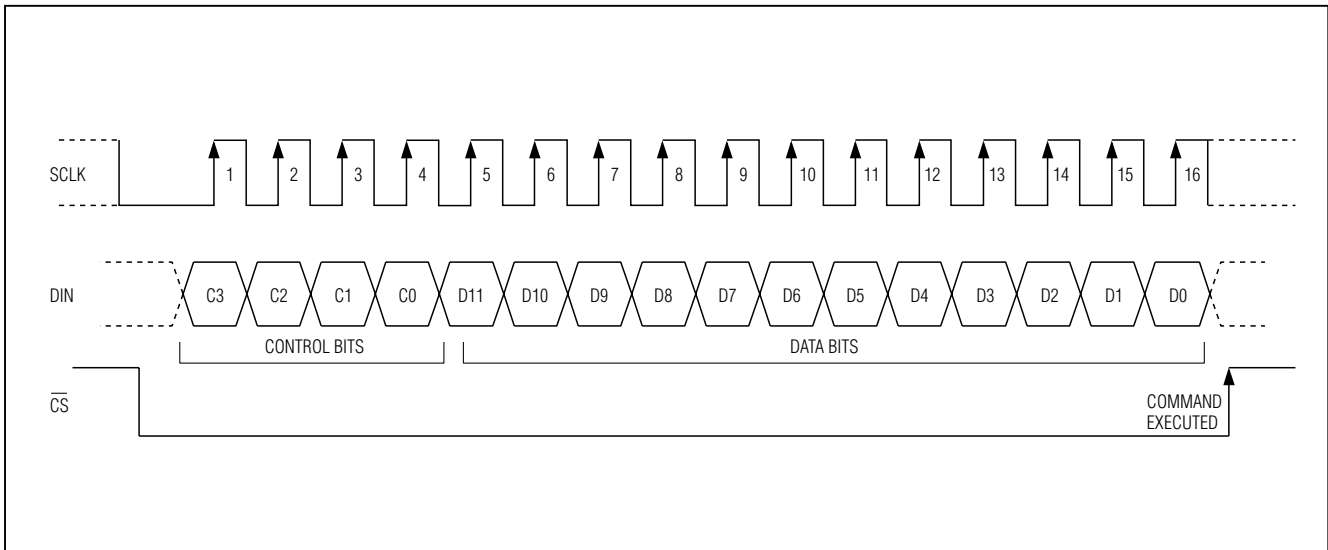 SCLK 1 2 3 4 5 6 7 8 9 10 11 12 13 14 15 16
DIN C3 C2 C1 C0 D11 D10 D9 D8 D7 D6 D5 D4 D3 D2 D1 D0
CONTROL BITS DATA BITS
CS COMMAND
EXECUTED